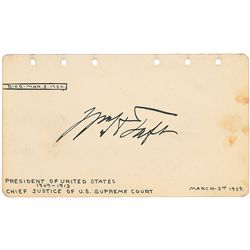 DIED-MAR. 8, 1930
Wm H Taft
PRESIDENT OF UNITED STATES
1909-1913
CHIEF JUSTICE OF U.S. SUPREME COURT
MARCH-3RD 1923.